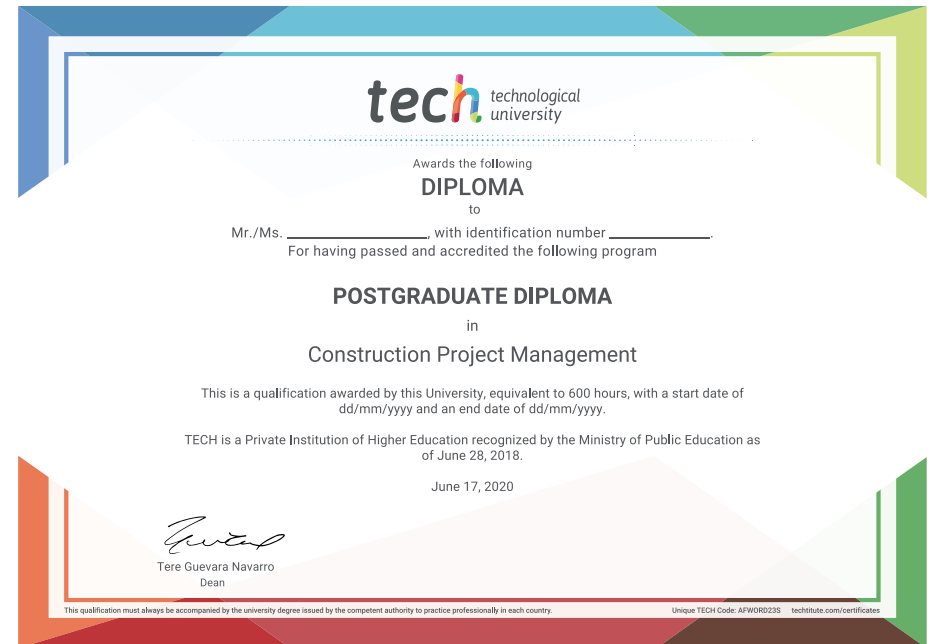 tech technological
university
Awards the following
DIPLOMA
to
Mr./Ms. ____________________, with identification number ______________.
For having passed and accredited the following program
POSTGRADUATE DIPLOMA
in
Construction Project Management
This is a qualification awarded by this University, equivalent to 600 hours, with a start date of
dd/mm/yyyy and an end date of dd/mm/yyyy.
TECH is a Private Institution of Higher Education recognized by the Ministry of Public Education as
of June 28, 2018.
June 17, 2020
Tere Guevara Navarro
Dean
This qualification must always be accompanied by the university degree issued by the competent authority to practice professionally in each country. Unique TECH Code: AFWORD23S techtitute.com/certificates